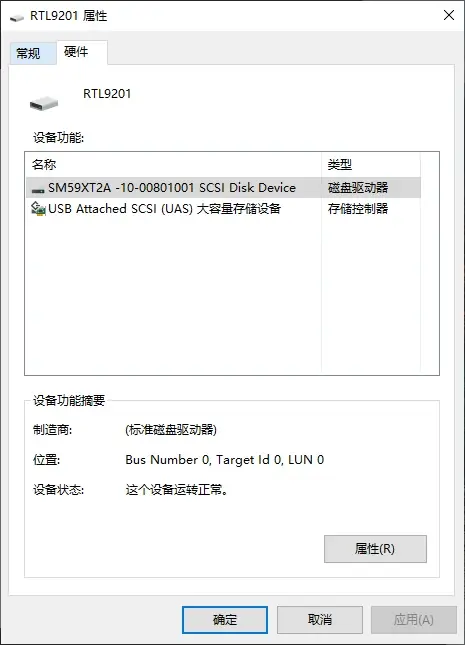 RTL9201 属性
常规
硬件
RTL9201
设备功能:
名称 类型
SM59XT2A -10-00801001 SCSI Disk Device 磁盘驱动器
USB Attached SCSI (UAS) 大容量存储设备 存储控制器
设备功能摘要
制造商: (标准磁盘驱动器)
位置: Bus Number 0, Target Id 0, LUN 0
设备状态: 这个设备运转正常。
属性(R)
确定 取消 应用(A)